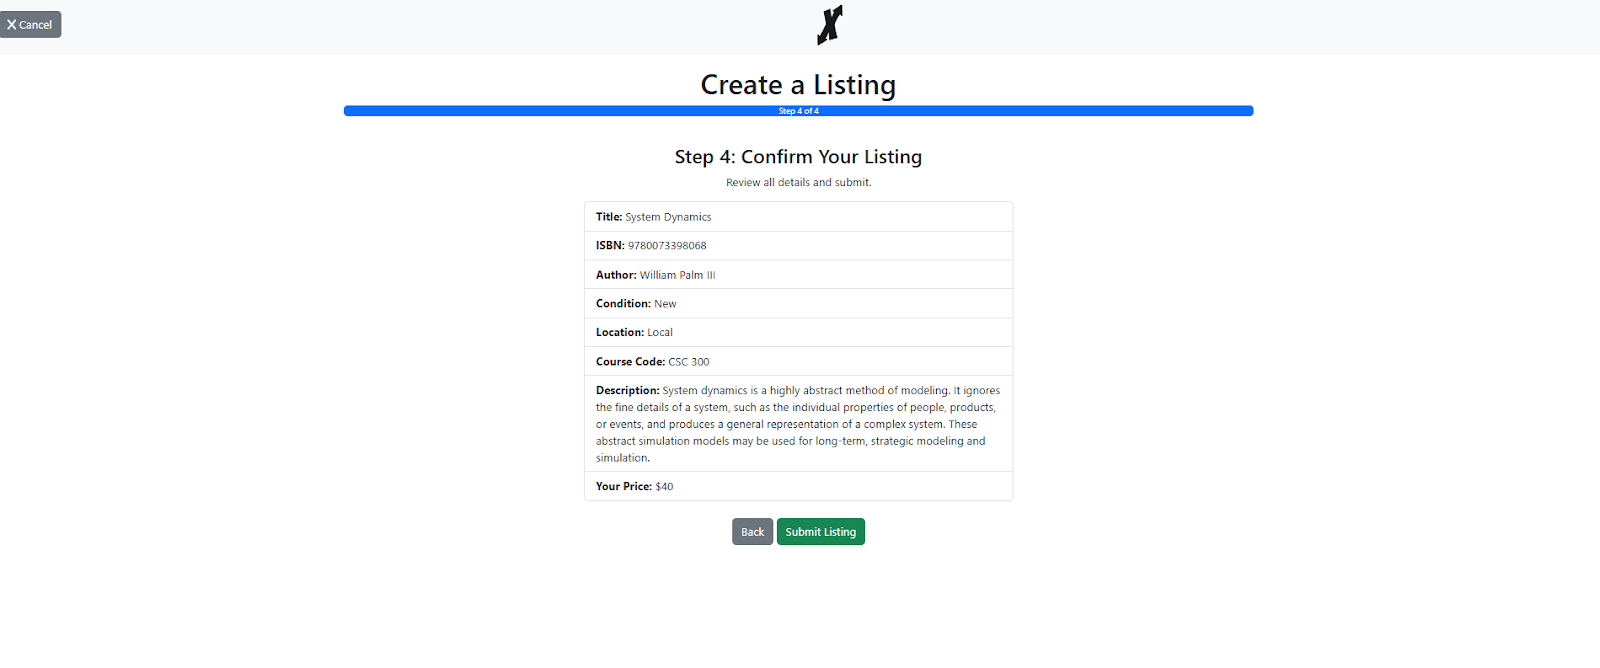 Cancel
Create a Listing
Step 4 of 4
Step 4: Confirm Your Listing
Review all details and submit.
Title: System Dynamics
ISBN: 9780073398068
Author: William Palm III
Condition: New
Location: Local
Course Code: CSC 300
Description: System dynamics is a highly abstract method of modeling. It ignores
the fine details of a system, such as the individual properties of people, products,
or events, and produces a general representation of a complex system. These
abstract simulation models may be used for long-term, strategic modeling and
simulation.
Your Price: $40
Back Submit Listing